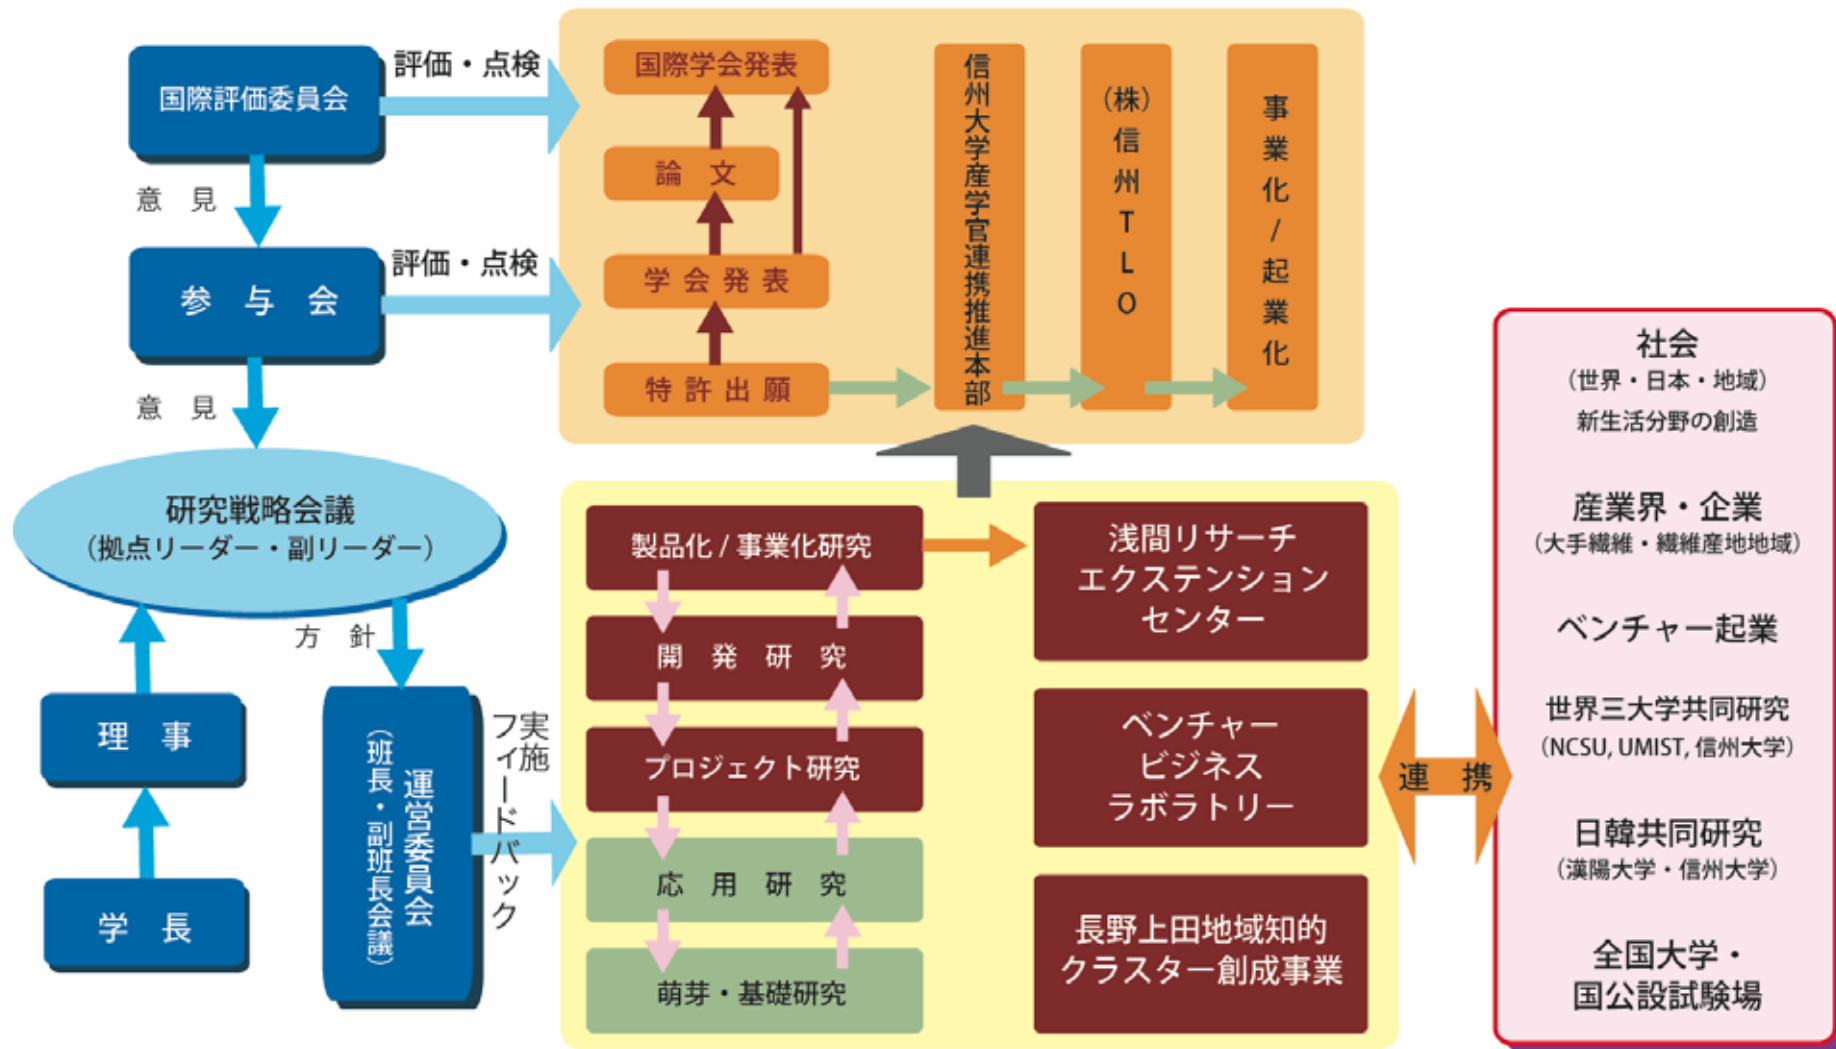 国際評価委員会
評価・点検
意 見
参 与 会
評価・点検
意 見
研究戦略会議
（拠点リーダー・副リーダー）
方 針
理 事
学 長
運営委員会
（班長・副班長会議）
実施
フィードバック
国際学会発表
論 文
学 会 発 表
特 許 出 願
信州大学産学官連携推進本部
（株）信州TLO
事業化/起業化
製品化 / 事業化研究
開 発 研 究
プロジェクト研究
応 用 研 究
萌芽・基礎研究
浅間リサーチ
エクステンション
センター
ベンチャー
ビジネス
ラボラトリー
長野上田地域知的
クラスター創成事業
連 携
社会
（世界・日本・地域）
新生活分野の創造
産業界・企業
（大手繊維・繊維産地地域）
ベンチャー起業
世界三大学共同研究
（NCSU, UMIST, 信州大学）
日韓共同研究
（漢陽大学・信州大学）
全国大学・
国公設試験場